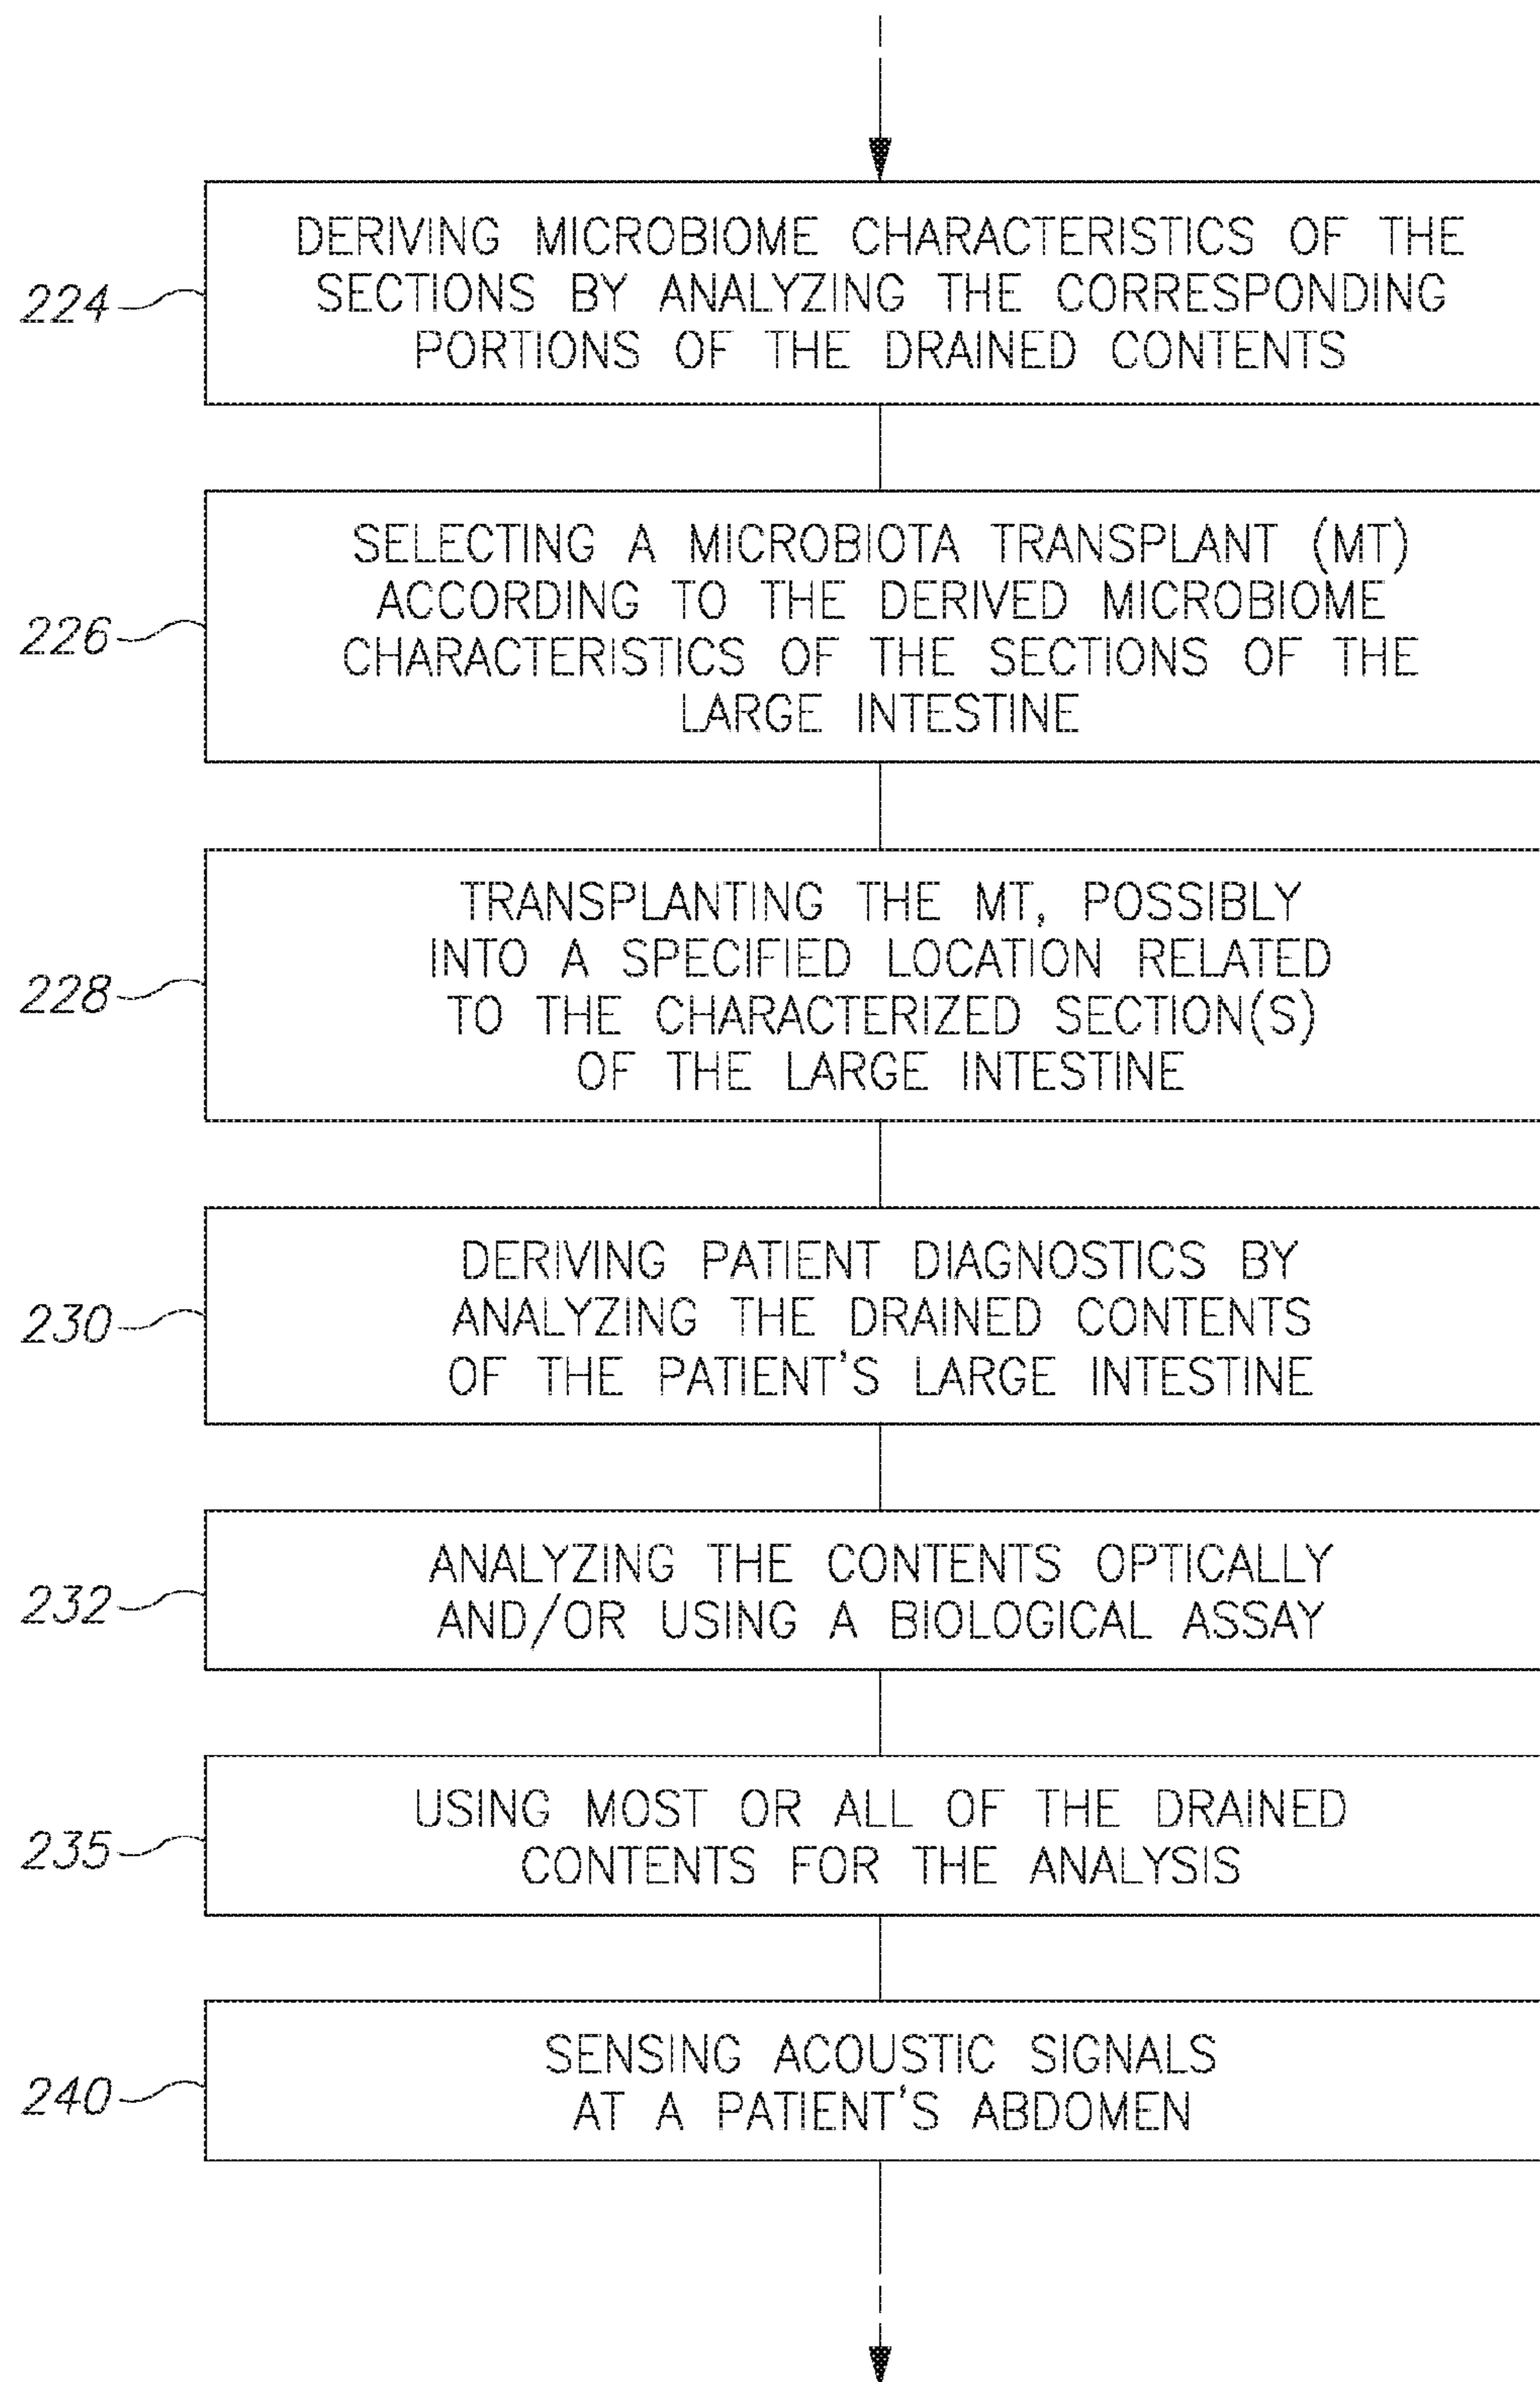 DERIVING MICROBIOME CHARACTERISTICS OF THE
SECTIONS BY ANALYZING THE CORRESPONDING
PORTIONS OF THE DRAINED CONTENTS
224
SELECTING A MICROBIOTA TRANSPLANT (MT)
ACCORDING TO THE DERIVED MICROBIOME
CHARACTERISTICS OF THE SECTIONS OF THE
LARGE INTESTINE
226
TRANSPLANTING THE MT, POSSIBLY
INTO A SPECIFIED LOCATION RELATED
TO THE CHARACTERIZED SECTION(S)
OF THE LARGE INTESTINE
228
DERIVING PATIENT DIAGNOSTICS BY
ANALYZING THE DRAINED CONTENTS
OF THE PATIENT'S LARGE INTESTINE
230
ANALYZING THE CONTENTS OPTICALLY
AND/OR USING A BIOLOGICAL ASSAY
232
USING MOST OR ALL OF THE DRAINED
CONTENTS FOR THE ANALYSIS
235
SENSING ACOUSTIC SIGNALS
AT A PATIENT'S ABDOMEN
240